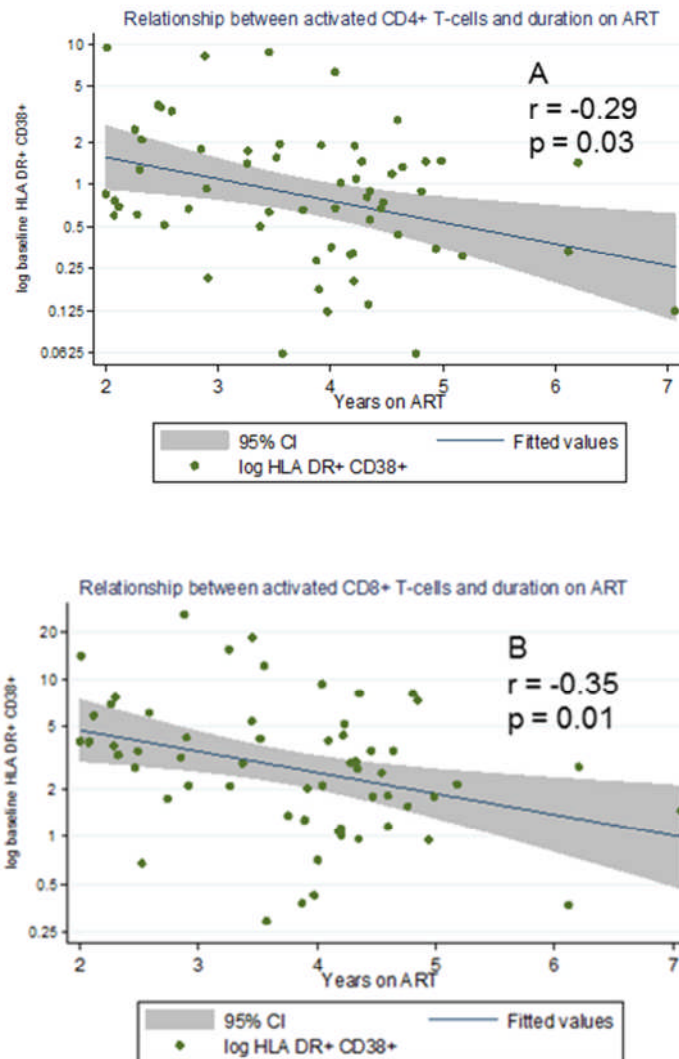 Relationship between activated CD4+ T-cells and duration on ART
A
r = -0.29
p = 0.03
log baseline HLA DR+ CD38+
10
5
2
1
0.5
0.25
0.125
0.0625
2 3 4 5 6 7
Years on ART
95% CI Fitted values
log HLA DR+ CD38+
Relationship between activated CD8+ T-cells and duration on ART
B
r = -0.35
p = 0.01
log baseline HLA DR+ CD38+
20
10
5
2
1
0.5
0.25
2 3 4 5 6 7
Years on ART
95% CI Fitted values
log HLA DR+ CD38+